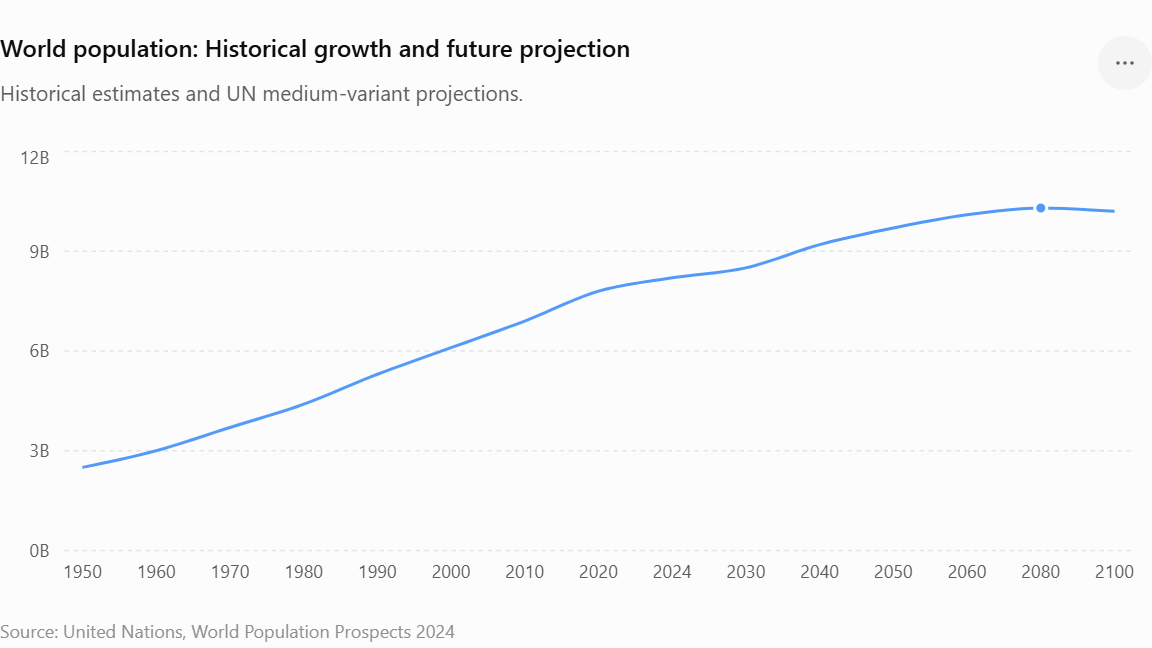 World population: Historical growth and future projection
Historical estimates and UN medium-variant projections.
12B
9B
6B
3B
0B
1950 1960 1970 1980 1990 2000 2010 2020 2024 2030 2040 2050 2060 2080 2100
Source: United Nations, World Population Prospects 2024